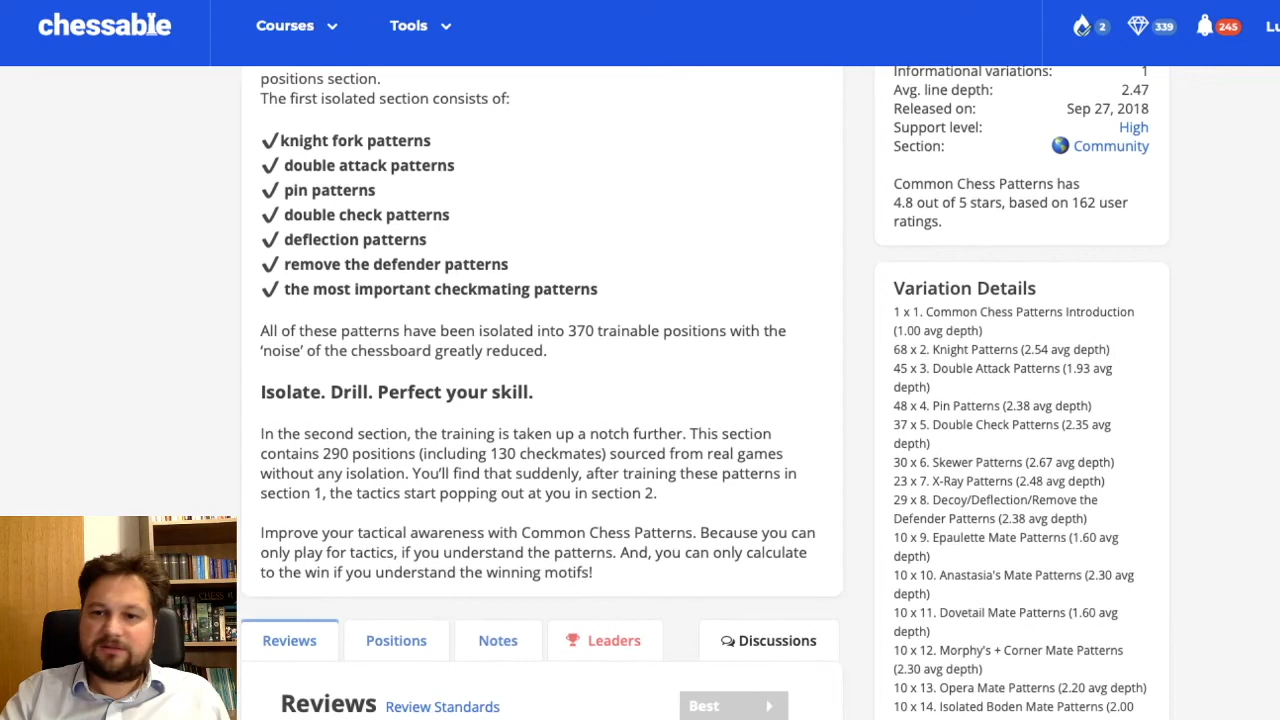 chessable
Courses
Tools
2
339
245
Lu
positions section.
The first isolated section consists of:
✓knight fork patterns
✓ double attack patterns
✓ pin patterns
✓ double check patterns
✓ deflection patterns
✓ remove the defender patterns
✓ the most important checkmating patterns
All of these patterns have been isolated into 370 trainable positions with the
‘noise’ of the chessboard greatly reduced.
Isolate. Drill. Perfect your skill.
In the second section, the training is taken up a notch further. This section
contains 290 positions (including 130 checkmates) sourced from real games
without any isolation. You’ll find that suddenly, after training these patterns in
section 1, the tactics start popping out at you in section 2.
Improve your tactical awareness with Common Chess Patterns. Because you can
only play for tactics, if you understand the patterns. And, you can only calculate
to the win if you understand the winning motifs!
Reviews
Positions
Notes
Leaders
Discussions
Reviews
Review Standards
Best
Informational variations: 1
Avg. line depth: 2.47
Released on: Sep 27, 2018
Support level: High
Section: Community
Common Chess Patterns has
4.8 out of 5 stars, based on 162 user
ratings.
Variation Details
1 x 1. Common Chess Patterns Introduction
(1.00 avg depth)
68 x 2. Knight Patterns (2.54 avg depth)
45 x 3. Double Attack Patterns (1.93 avg
depth)
48 x 4. Pin Patterns (2.38 avg depth)
37 x 5. Double Check Patterns (2.35 avg
depth)
30 x 6. Skewer Patterns (2.67 avg depth)
23 x 7. X-Ray Patterns (2.48 avg depth)
29 x 8. Decoy/Deflection/Remove the
Defender Patterns (2.38 avg depth)
10 x 9. Epaulette Mate Patterns (1.60 avg
depth)
10 x 10. Anastasia's Mate Patterns (2.30 avg
depth)
10 x 11. Dovetail Mate Patterns (1.60 avg
depth)
10 x 12. Morphy's + Corner Mate Patterns
(2.30 avg depth)
10 x 13. Opera Mate Patterns (2.20 avg depth)
10 x 14. Isolated Boden Mate Patterns (2.00
CHESS